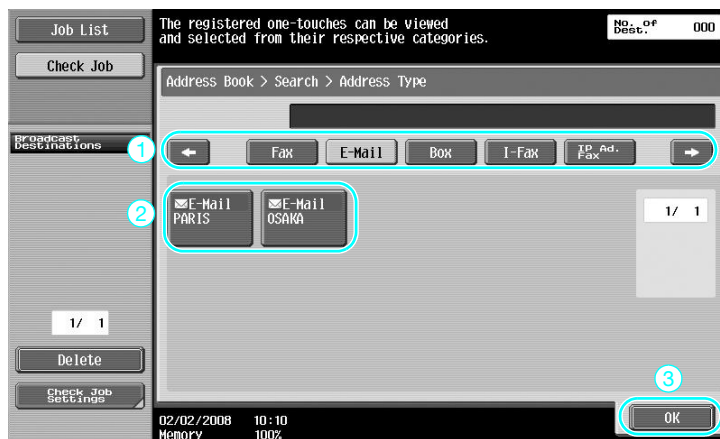 Job List
The registered one-touches can be viewed
and selected from their respective categories.
No. of
Dest.
000
Check Job
Address Book > Search > Address Type
Broadcast
Destinations
1
Fax
E-Mail
Box
I-Fax
IP Ad.
Fax
2
E-Mail
PARIS
E-Mail
OSAKA
1/ 1
1/ 1
Delete
Check Job
Settings
3
OK
02/02/2008 10:10
Memory 100%